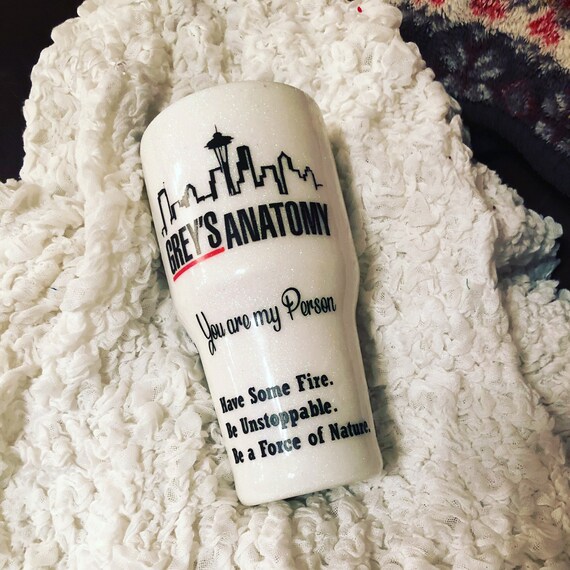 GREY'S ANATOMY
You are my Person
Have Some Fire.
Be Unstoppable.
Be a Force of Nature.